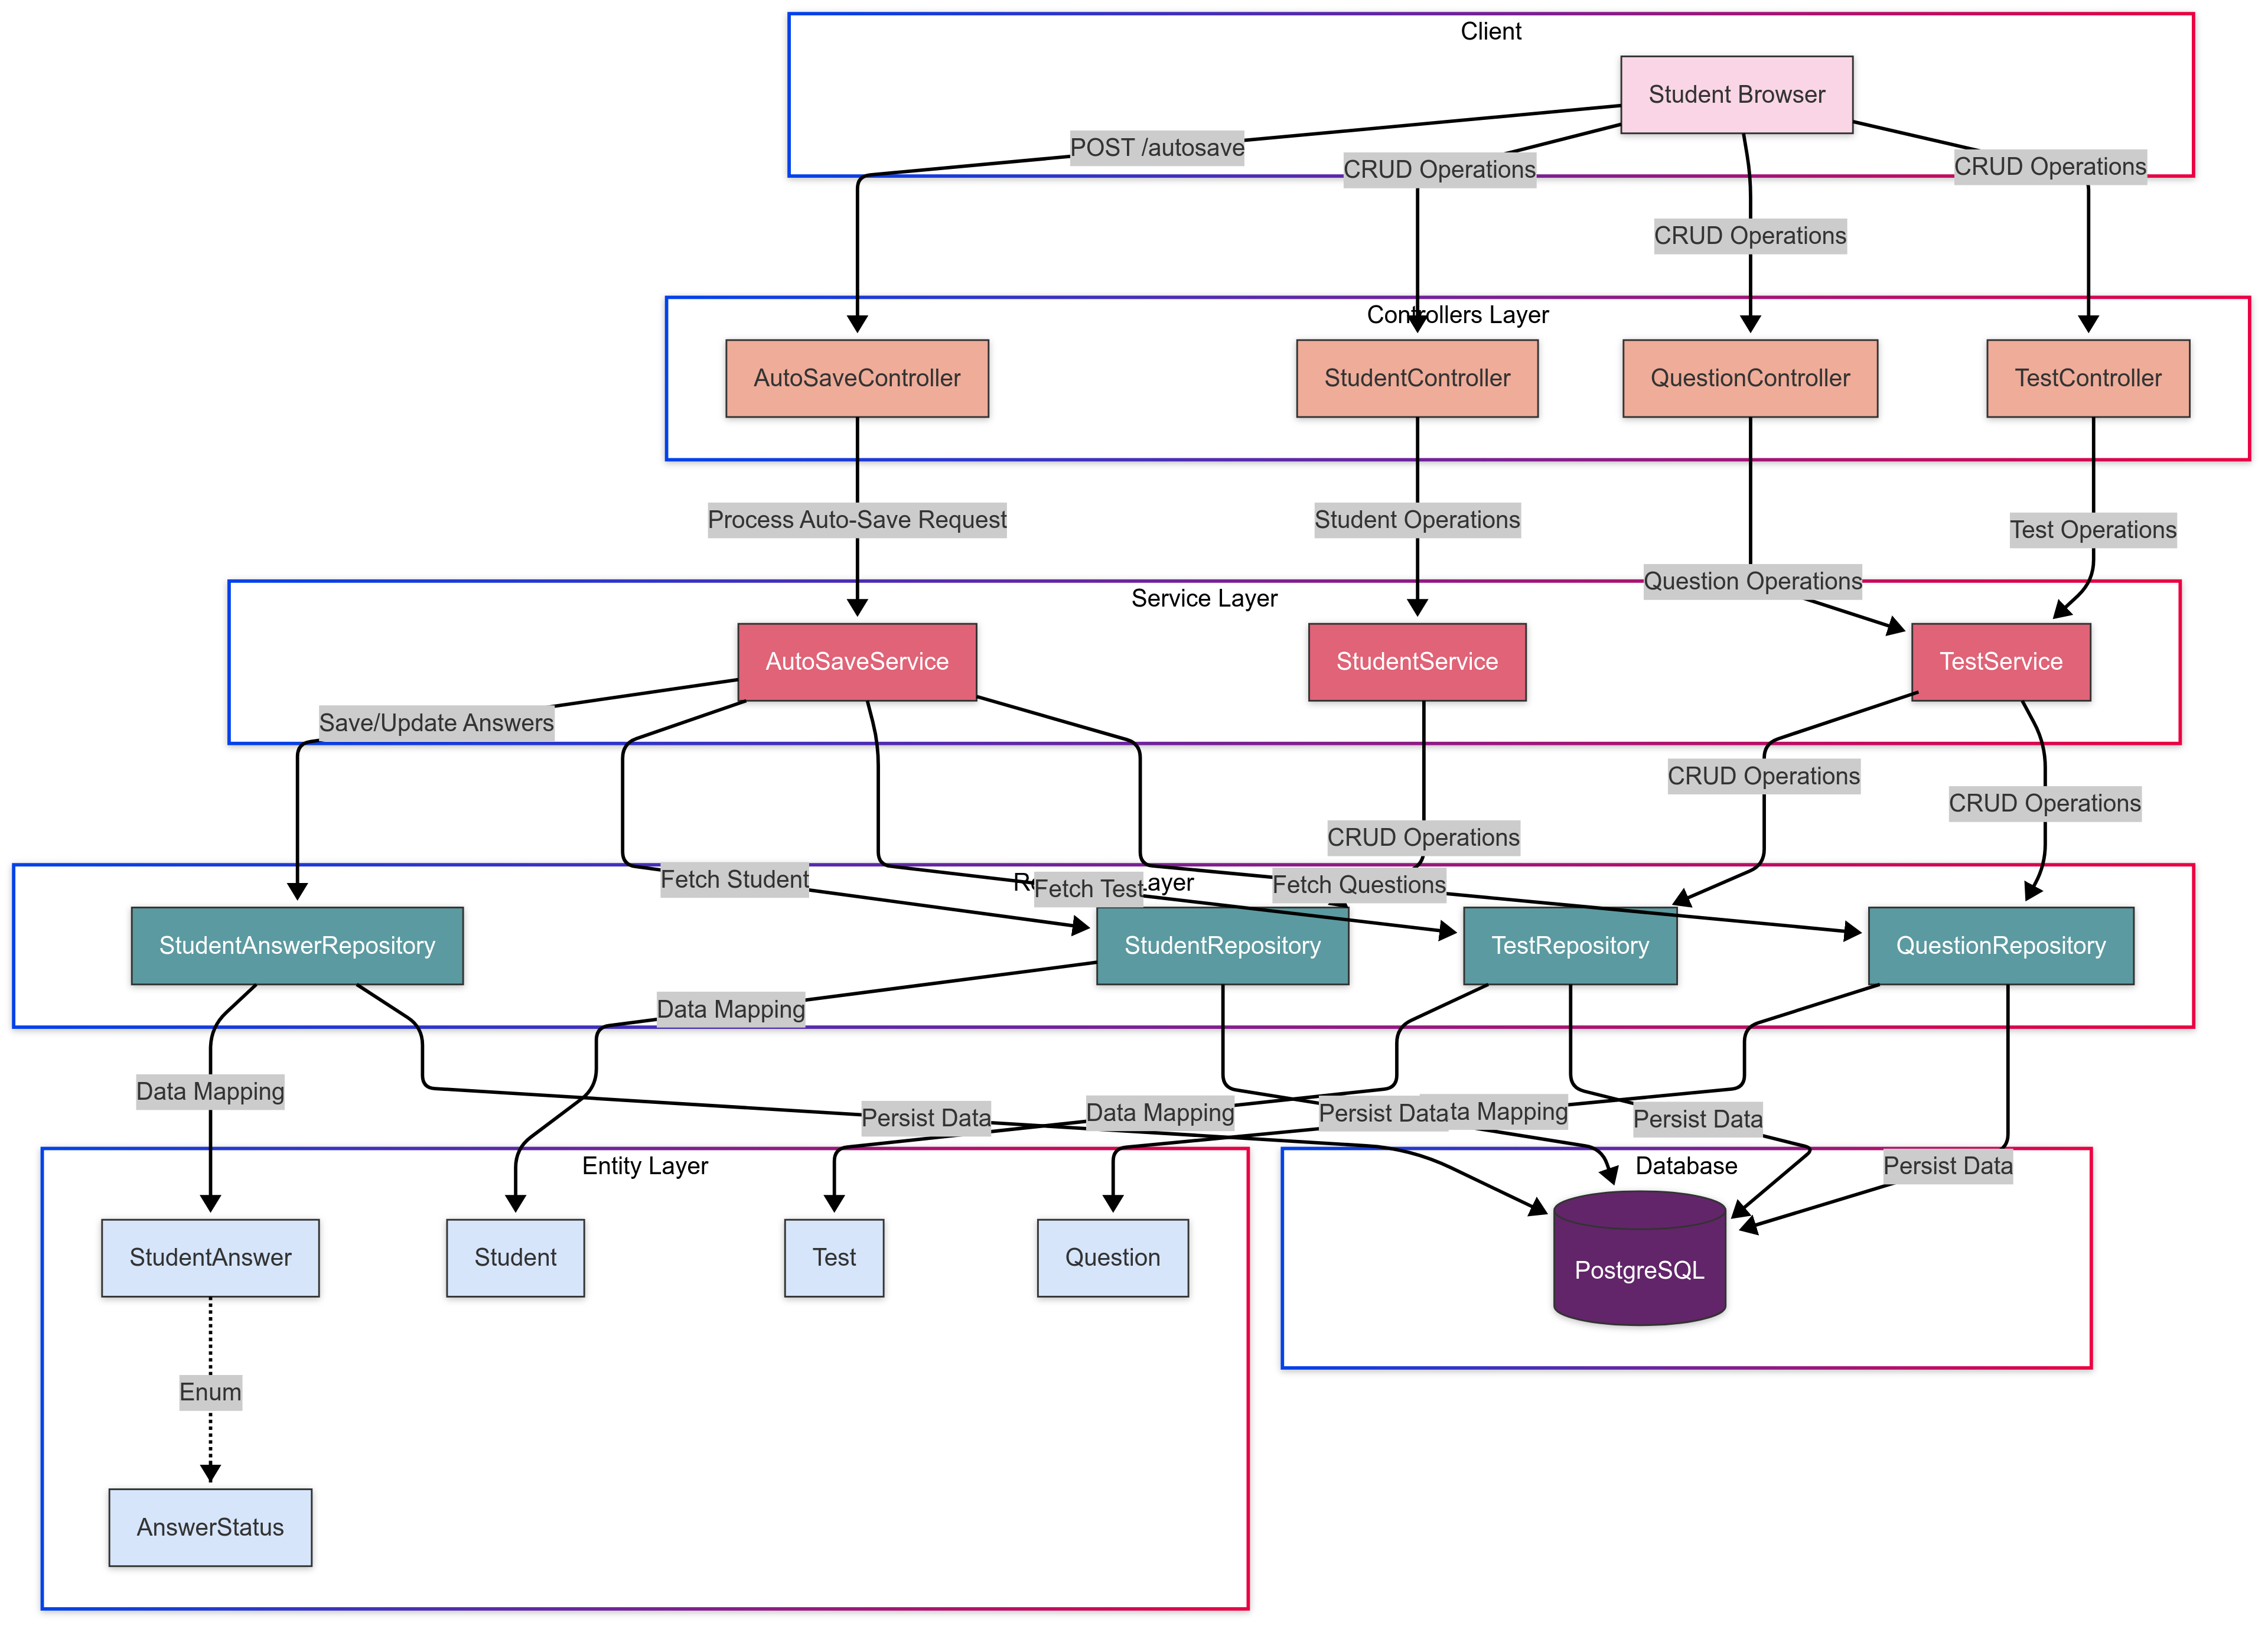 Client
Student Browser
POST /autosave
CRUD Operations
CRUD Operations
CRUD Operations
Controllers Layer
AutoSaveController
StudentController
QuestionController
TestController
Process Auto-Save Request
Student Operations
Question Operations
Test Operations
Service Layer
AutoSaveService
StudentService
TestService
Save/Update Answers
CRUD Operations
CRUD Operations
CRUD Operations
Fetch Student
Fetch Test
Fetch Questions
StudentAnswerRepository
StudentRepository
TestRepository
QuestionRepository
Data Mapping
Data Mapping
Persist Data
Data Mapping
Persist Data
Mapping
Persist Data
Persist Data
Entity Layer
Database
StudentAnswer
Student
Test
Question
PostgreSQL
Enum
AnswerStatus